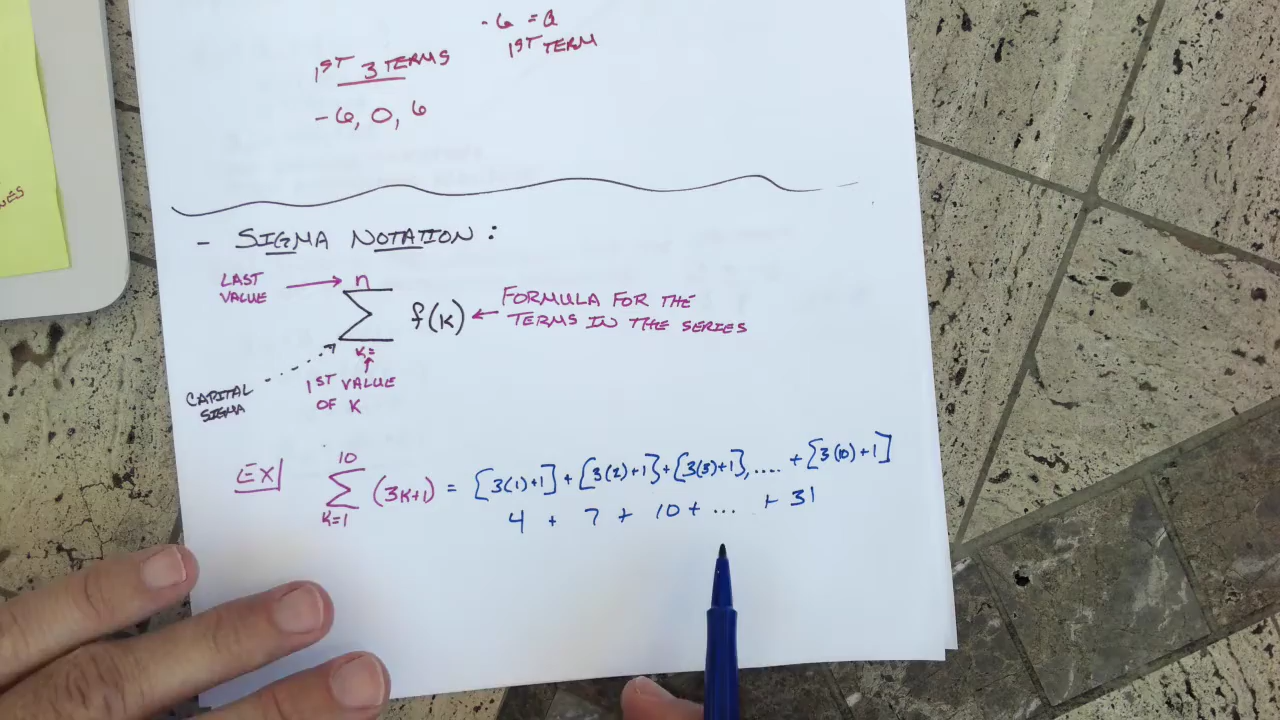 -6 = a
1ST TERM
1ST 3 TERMS
-6, 0, 6
NES
- SIGMA NOTATION:
LAST
VALUE
n
Σ f(k)
k=
FORMULA FOR THE
TERMS IN THE SERIES
CAPITAL
SIGMA
1ST VALUE
OF K
EX
10
Σ (3k+1) = [3(1)+1] + [3(2)+1] + [3(3)+1], .... + [3(10)+1]
k=1
4 + 7 + 10 + ... + 31